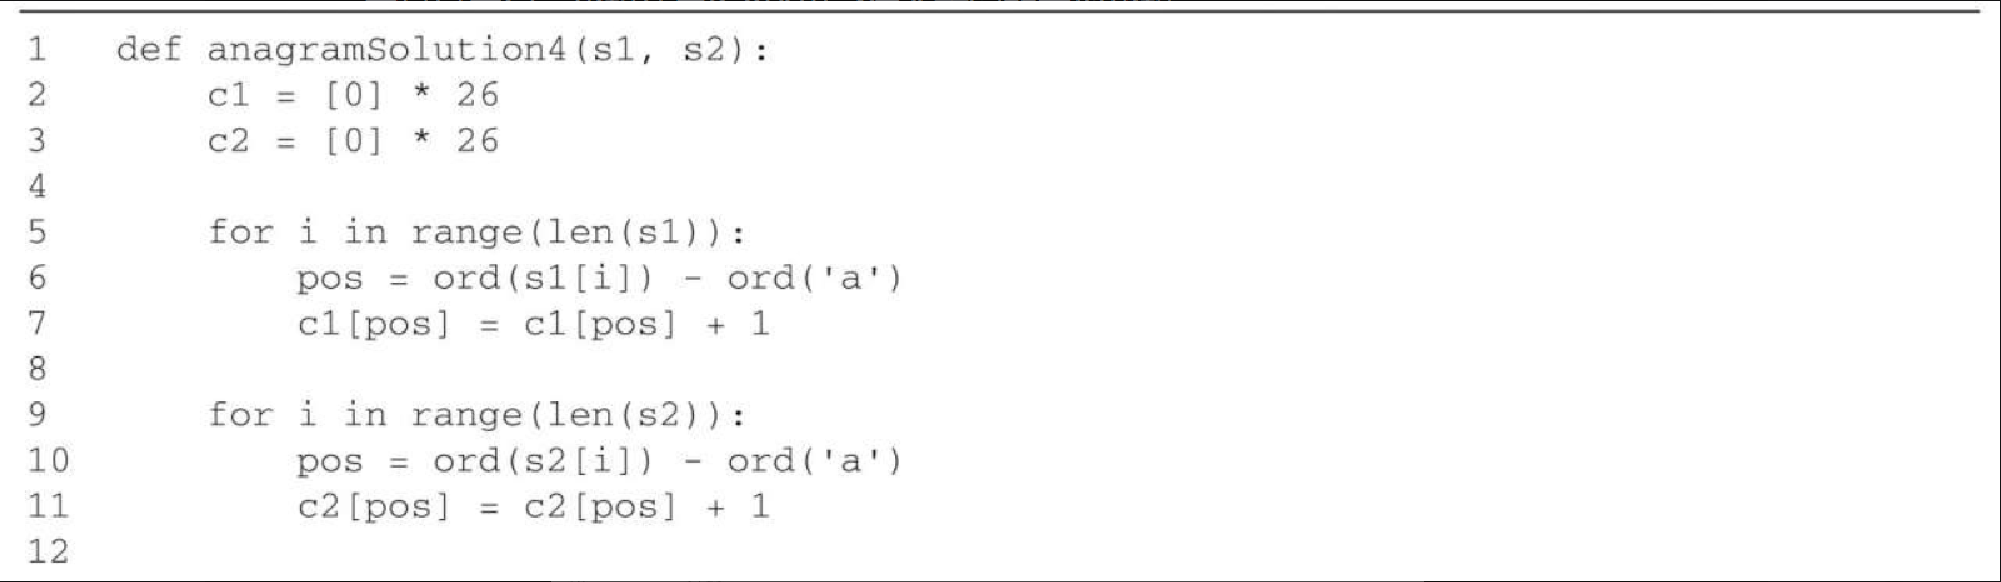 1 def anagramSolution4(s1, s2):
2     c1 = [0] * 26
3     c2 = [0] * 26
4
5     for i in range(len(s1)):
6         pos = ord(s1[i]) - ord('a')
7         c1[pos] = c1[pos] + 1
8
9     for i in range(len(s2)):
10         pos = ord(s2[i]) - ord('a')
11         c2[pos] = c2[pos] + 1
12